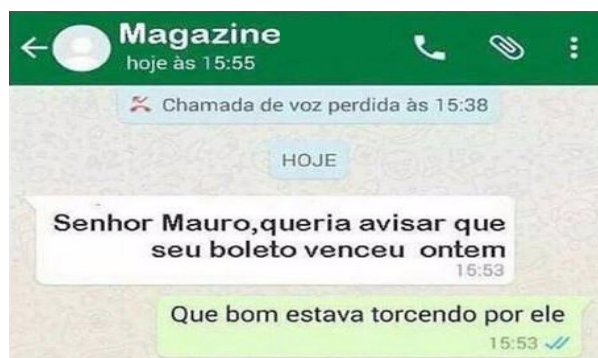 Magazine
hoje às 15:55
Chamada de voz perdida às 15:38
HOJE
Senhor Mauro,queria avisar que
seu boleto venceu ontem
15:53
Que bom estava torcendo por ele
15:53